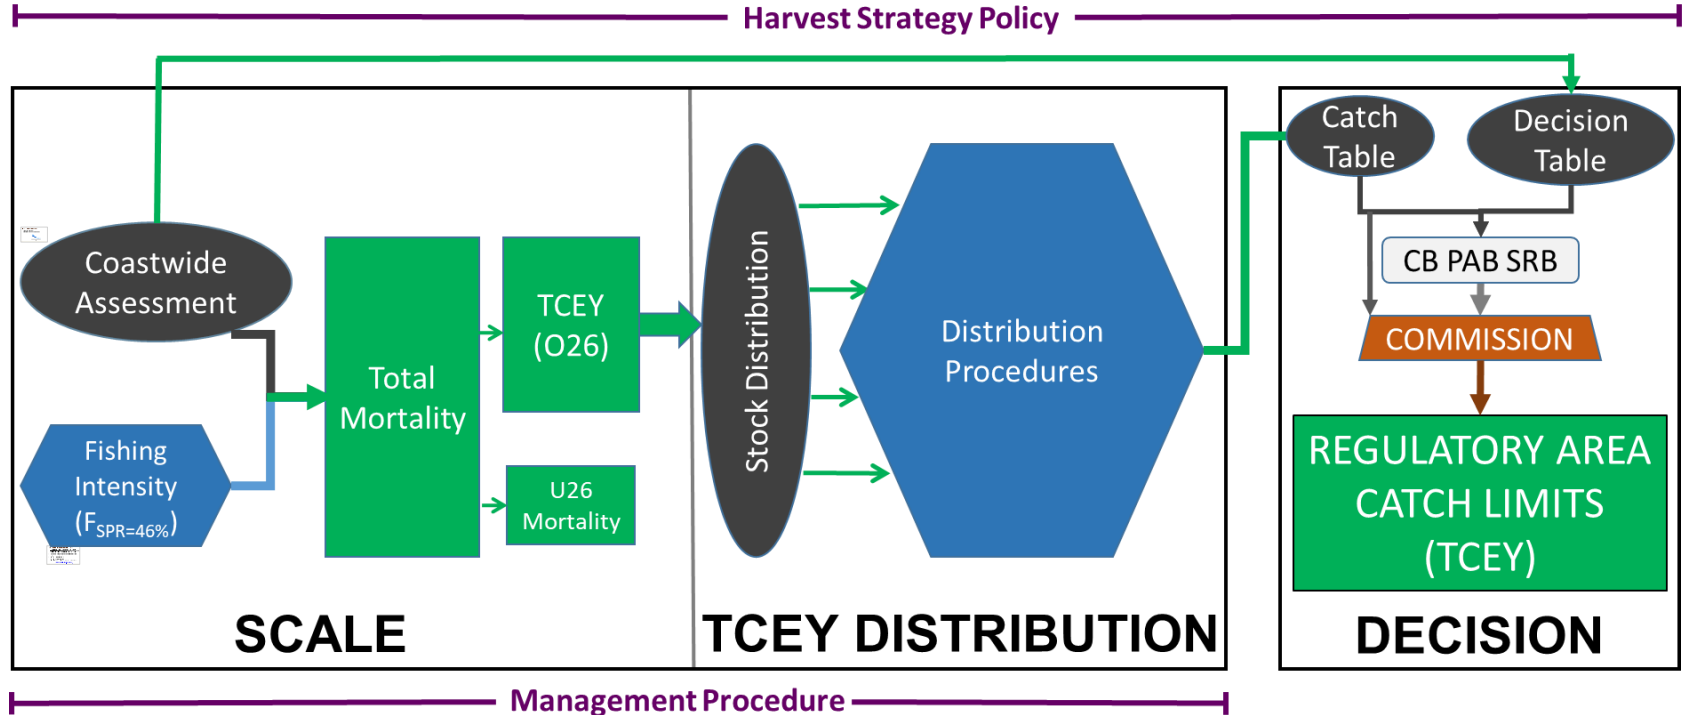 Harvest Strategy Policy
Coastwide
Assessment
Fishing
Intensity
(FSPR=46%)
Total
Mortality
TCEY
(O26)
U26
Mortality
SCALE
Stock Distribution
Distribution
Procedures
TCEY DISTRIBUTION
Catch
Table
Decision
Table
CB PAB SRB
COMMISSION
REGULATORY AREA
CATCH LIMITS
(TCEY)
DECISION
Management Procedure